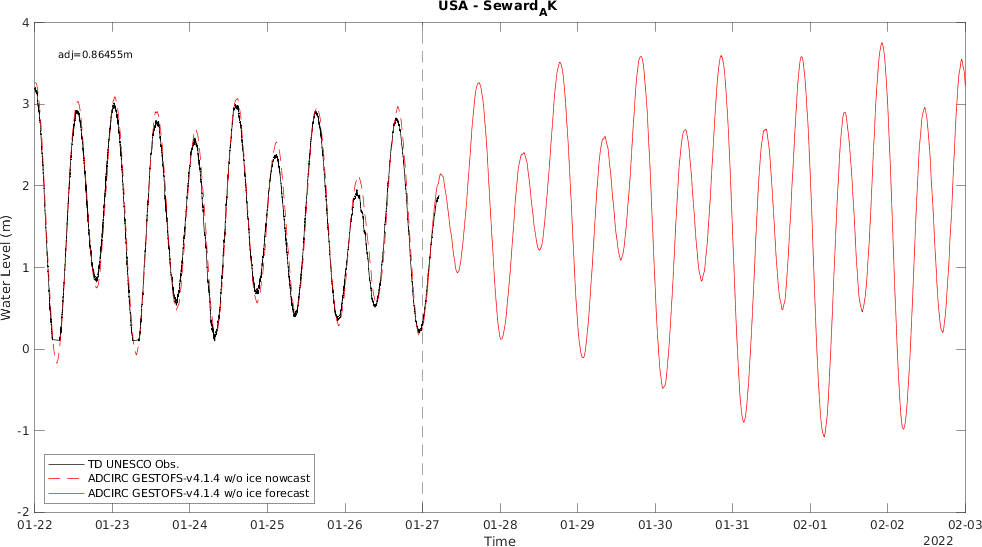 USA - Seward_AK
4
adj=0.86455m
3
2
1
0
-1
-2
Water Level (m)
TD UNESCO Obs.
ADCIRC GESTOFS-v4.1.4 w/o ice nowcast
ADCIRC GESTOFS-v4.1.4 w/o ice forecast
01-22 01-23 01-24 01-25 01-26 01-27 01-28 01-29 01-30 01-31 02-01 02-02 02-03
Time
2022